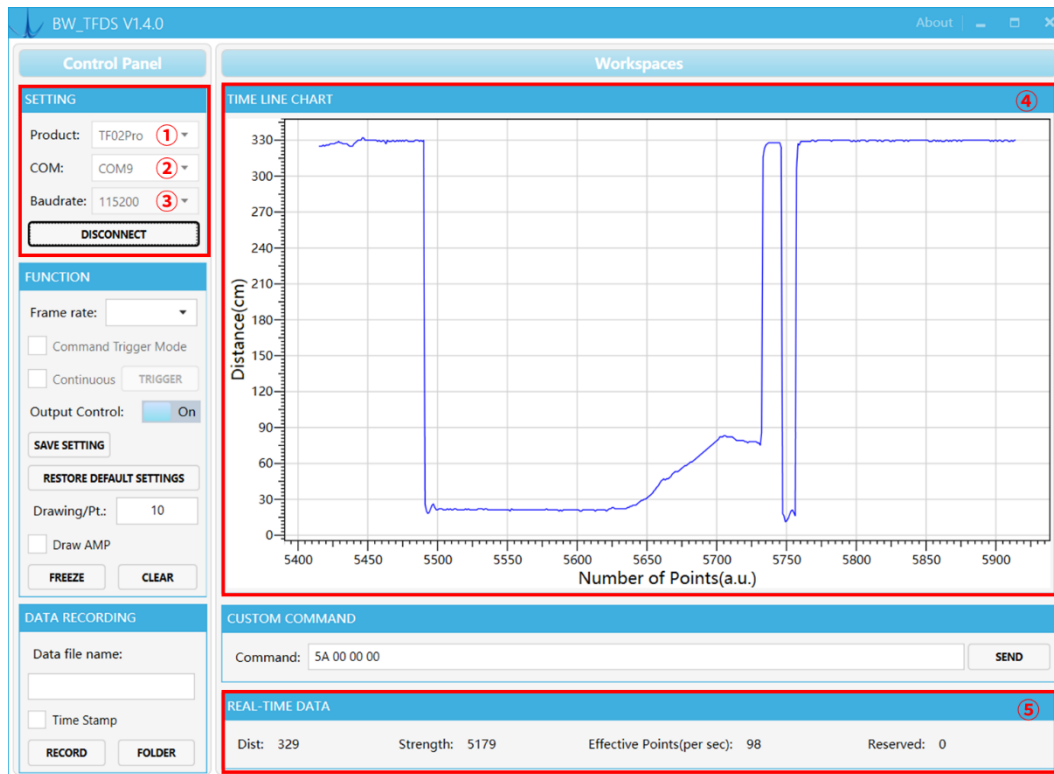 BW_TFDS V1.4.0 About
Control Panel
SETTING
Product: TF02Pro ①
COM: COM9 ②
Baudrate: 115200 ③
DISCONNECT
FUNCTION
Frame rate:
Command Trigger Mode
Continuous TRIGGER
Output Control: On
SAVE SETTING
RESTORE DEFAULT SETTINGS
Drawing/Pt.: 10
Draw AMP
FREEZE CLEAR
DATA RECORDING
Data file name:
Time Stamp
RECORD FOLDER
Workspaces
TIME LINE CHART ④
Distance(cm)
330
300
270
240
210
180
150
120
90
60
30
0
5400 5450 5500 5550 5600 5650 5700 5750 5800 5850 5900
Number of Points(a.u.)
CUSTOM COMMAND
Command: 5A 00 00 00 SEND
REAL-TIME DATA ⑤
Dist: 329 Strength: 5179 Effective Points(per sec): 98 Reserved: 0